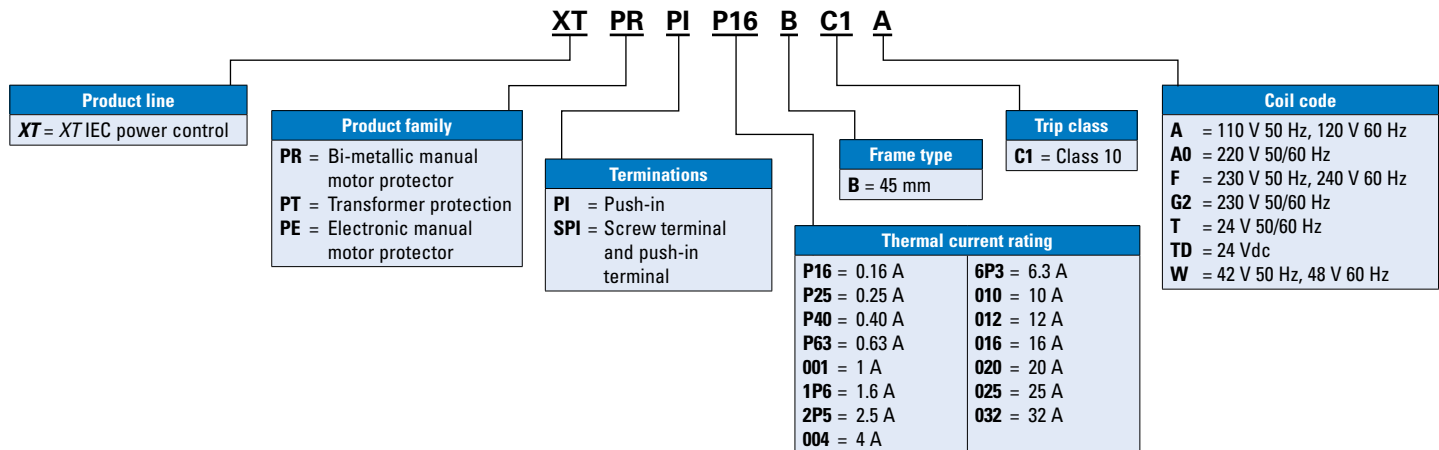 XT PR PI P16 B C1 A
Product line
XT = XT IEC power control
Product family
PR = Bi-metallic manual
motor protector
PT = Transformer protection
PE = Electronic manual
motor protector
Terminations
PI = Push-in
SPI = Screw terminal
and push-in
terminal
Thermal current rating
P16 = 0.16 A
P25 = 0.25 A
P40 = 0.40 A
P63 = 0.63 A
001 = 1 A
1P6 = 1.6 A
2P5 = 2.5 A
004 = 4 A
6P3 = 6.3 A
010 = 10 A
012 = 12 A
016 = 16 A
020 = 20 A
025 = 25 A
032 = 32 A
Frame type
B = 45 mm
Trip class
C1 = Class 10
Coil code
A = 110 V 50 Hz, 120 V 60 Hz
A0 = 220 V 50/60 Hz
F = 230 V 50 Hz, 240 V 60 Hz
G2 = 230 V 50/60 Hz
T = 24 V 50/60 Hz
TD = 24 Vdc
W = 42 V 50 Hz, 48 V 60 Hz